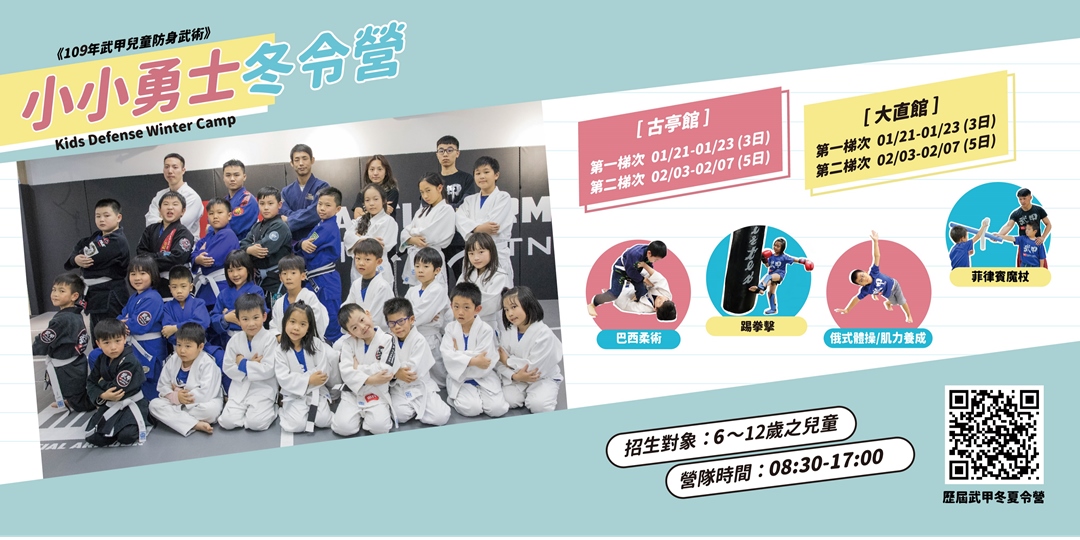 《109年武甲兒童防身武術》
小小勇士冬令營
Kids Defense Winter Camp
[ 古亭館 ]
第一梯次 01/21-01/23 (3日)
第二梯次 02/03-02/07 (5日)
[ 大直館 ]
第一梯次 01/21-01/23 (3日)
第二梯次 02/03-02/07 (5日)
巴西柔術
踢拳擊
俄式體操/肌力養成
菲律賓魔杖
招生對象：6～12歲之兒童
營隊時間：08:30-17:00
歷屆武甲冬夏令營